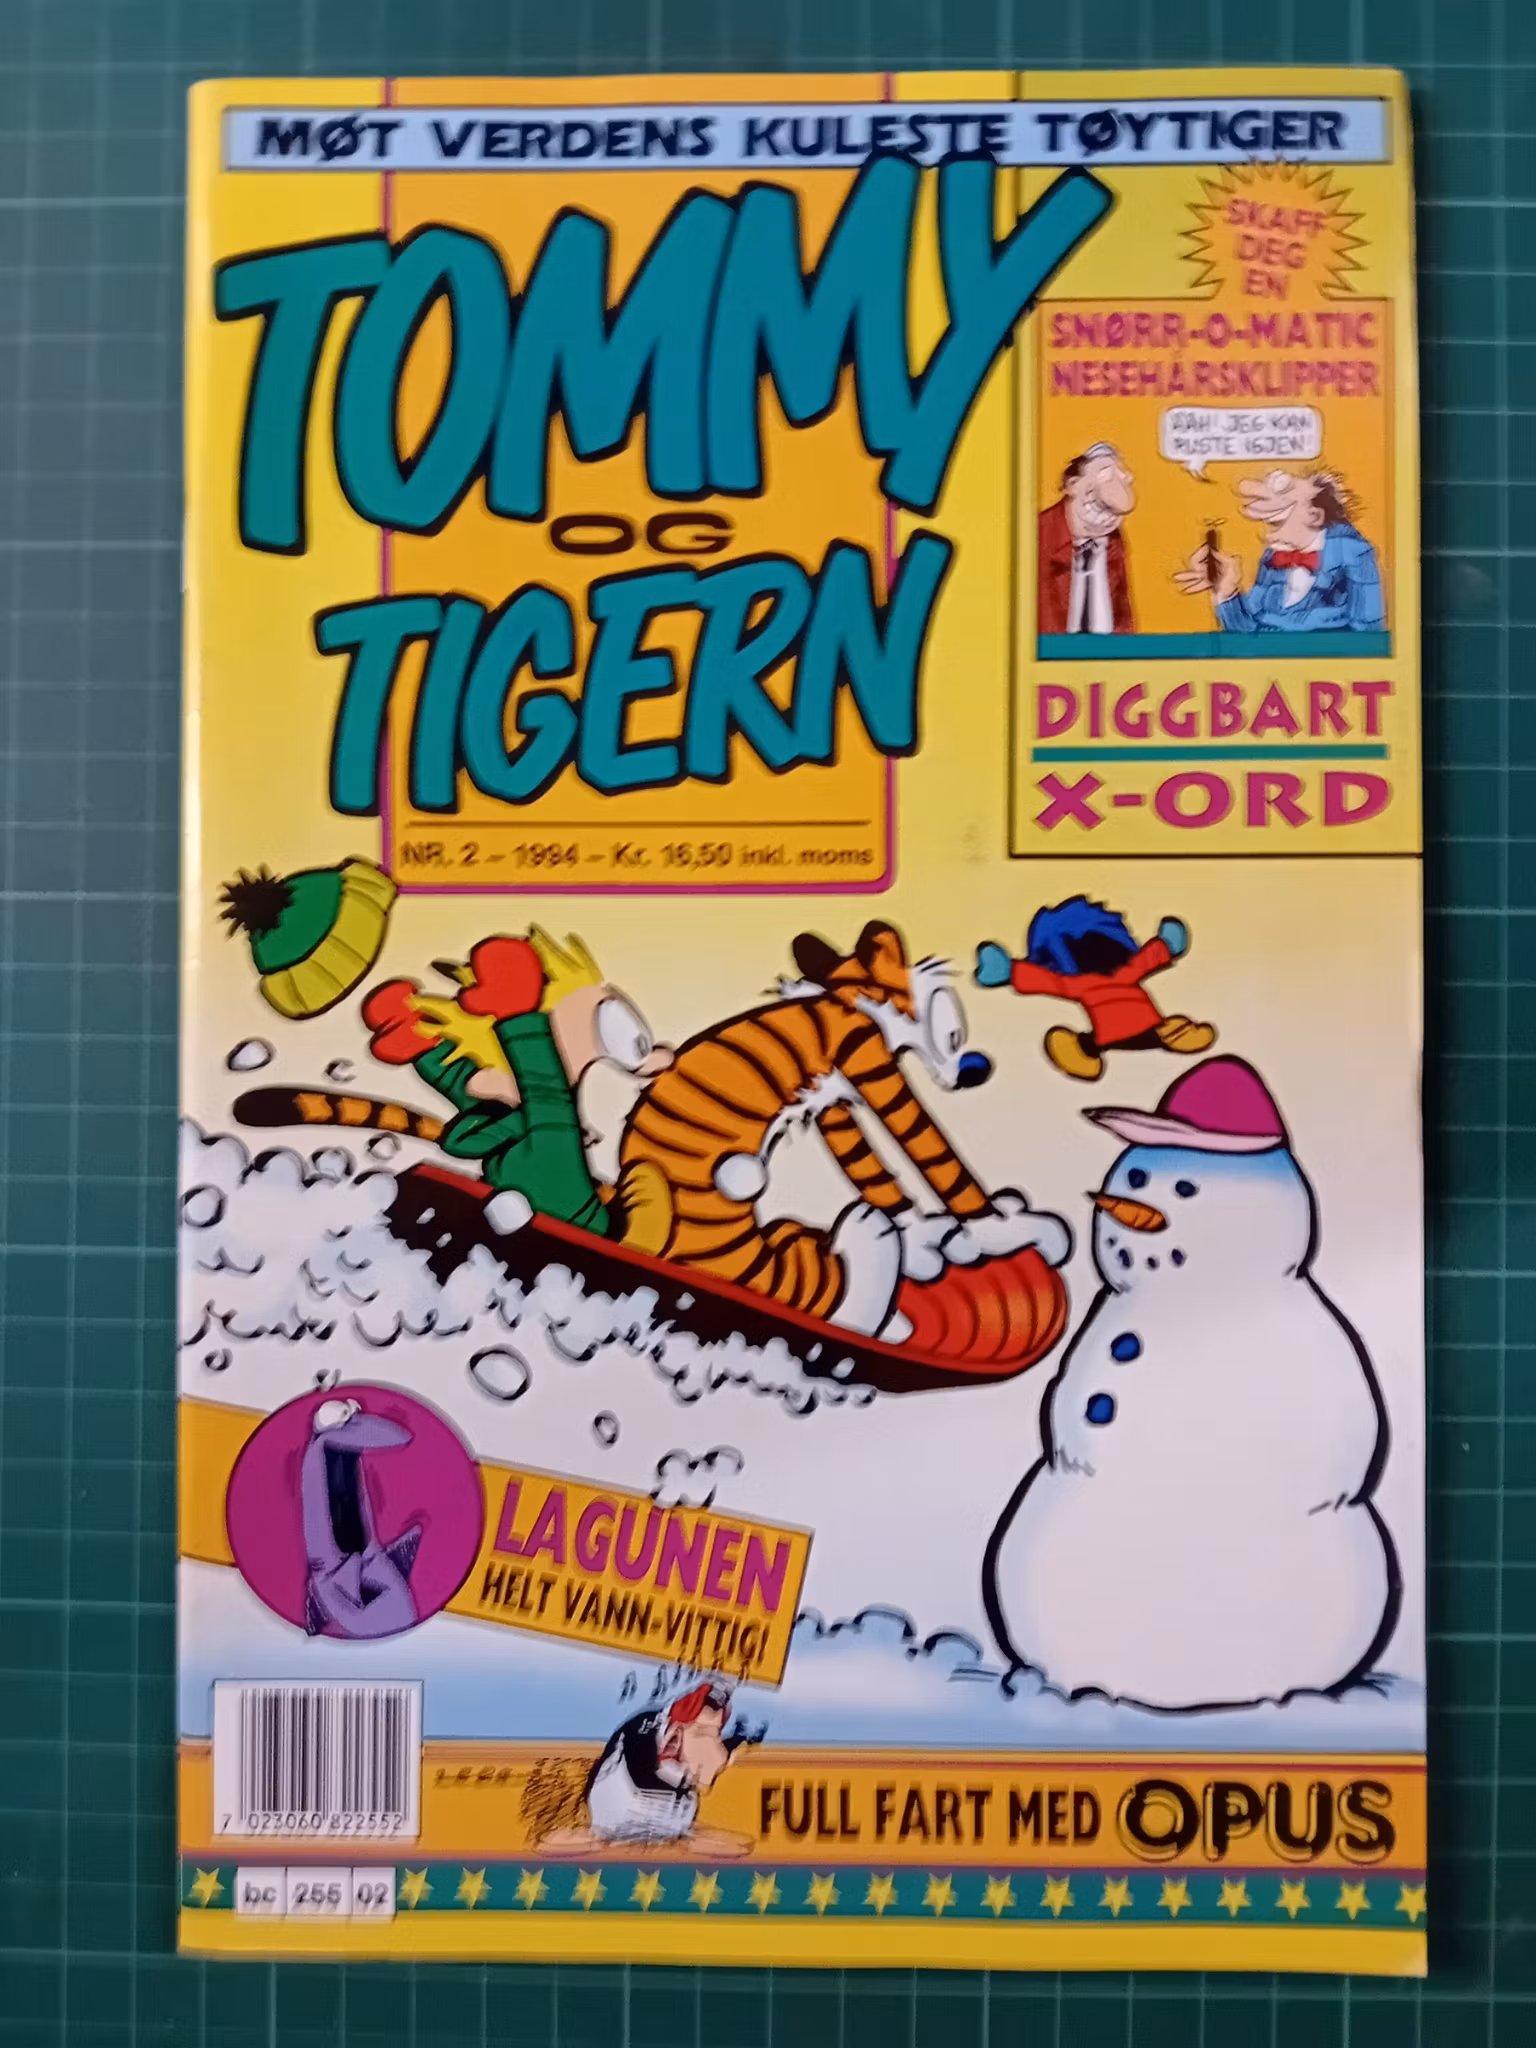 MØT VERDENS KULESTE TØYTIGER
TOMMY
OG
TIGERN
NR. 2 - 1994 - Kr. 16,50 inkl. moms
SKAFF
DEG
EN
SNØRR-O-MATIC
NESEHÅRSKLIPPER
AAH! JEG KAN
PUSTE IGJEN!
DIGGBART
X-ORD
LAGUNEN
HELT VANN-VITTIG!
FULL FART MED OPUS
7 023060 822552
bc 255 02